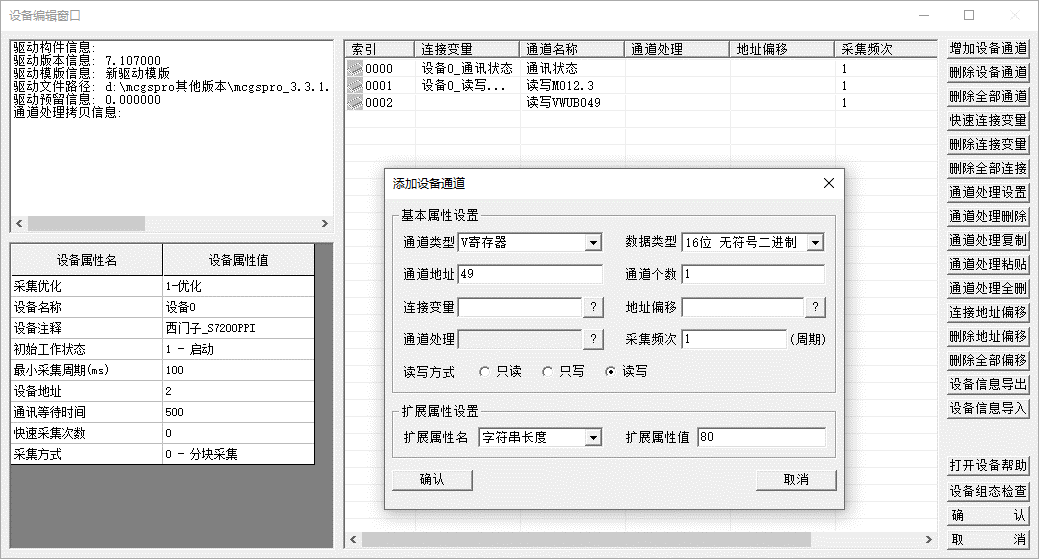 设备编辑窗口
驱动构件信息:
驱动版本信息: 7.107000
驱动模版信息: 新驱动模版
驱动文件路径: d:\mcgspro其他版本\mcgspro_3.3.1.
驱动预留信息: 0.000000
通道处理拷贝信息:
设备属性名 设备属性值
采集优化 1-优化
设备名称 设备0
设备注释 西门子_S7200PPI
初始工作状态 1 - 启动
最小采集周期(ms) 100
设备地址 2
通讯等待时间 500
快速采集次数 0
采集方式 0 - 分块采集
索引 连接变量 通道名称 通道处理 地址偏移 采集频次
0000 设备0_通讯状态 通讯状态 1
0001 设备0_读写... 读写M012.3 1
0002 读写VWUB049 1
添加设备通道
基本属性设置
通道类型 V寄存器 数据类型 16位 无符号二进制
通道地址 49 通道个数 1
连接变量 ? 地址偏移 ?
通道处理 ? 采集频次 1 (周期)
读写方式 只读 只写 读写
扩展属性设置
扩展属性名 字符串长度 扩展属性值 80
确认 取消
增加设备通道
删除设备通道
删除全部通道
快速连接变量
删除连接变量
删除全部连接
通道处理设置
通道处理删除
通道处理复制
通道处理粘贴
通道处理全删
连接地址偏移
删除地址偏移
删除全部偏移
设备信息导出
设备信息导入
打开设备帮助
设备组态检查
确 认
取 消